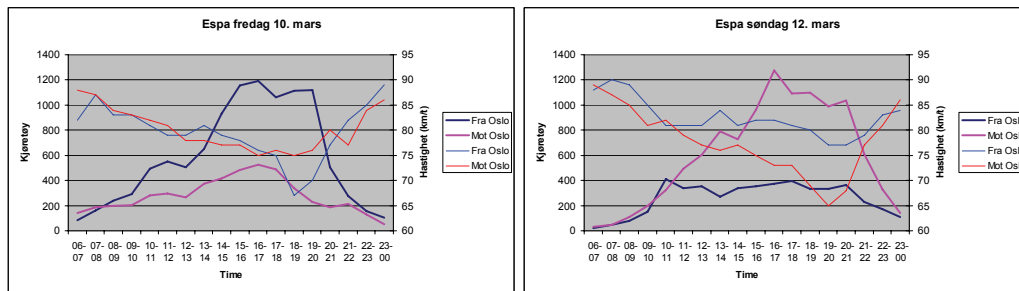 Espa fredag 10. mars
Kjøretøy
1400
1200
1000
800
600
400
200
0
95
90
85
80
75
70
65
60
Hastighet (km/t)
06- 07- 08- 09- 10- 11- 12- 13- 14- 15- 16- 17- 18- 19- 20- 21- 22- 23-
07 08 09 10 11 12 13 14 15 16 17 18 19 20 21 22 23 00
Time
Fra Oslo
Mot Oslo
Fra Oslo
Mot Oslo
Espa søndag 12. mars
Kjøretøy
1400
1200
1000
800
600
400
200
0
95
90
85
80
75
70
65
60
Hastighet (km/t)
06- 07- 08- 09- 10- 11- 12- 13- 14- 15- 16- 17- 18- 19- 20- 21- 22- 23-
07 08 09 10 11 12 13 14 15 16 17 18 19 20 21 22 23 00
Time
Fra Oslo
Mot Oslo
Fra Oslo
Mot Oslo